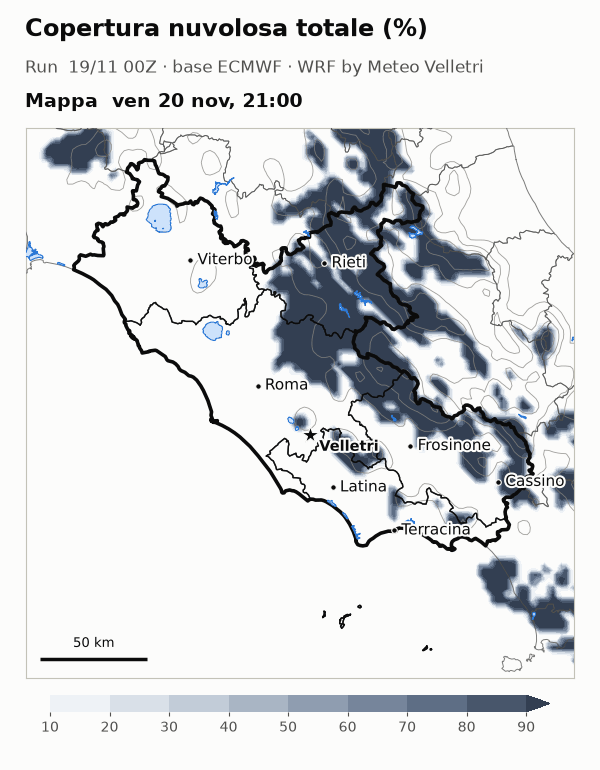 Copertura nuvolosa totale (%)
Run  19/11 00Z · base ECMWF · WRF by Meteo Velletri
Mappa  ven 20 nov, 21:00
Viterbo
Rieti
Roma
Velletri
Frosinone
Latina
Cassino
Terracina
50 km
10 20 30 40 50 60 70 80 90